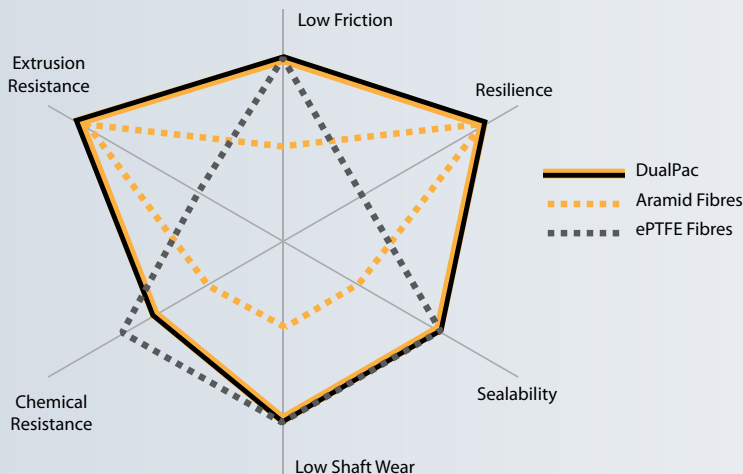 Low Friction
Extrusion
Resistance
Resilience
DualPac
Aramid Fibres
ePTFE Fibres
Chemical
Resistance
Sealability
Low Shaft Wear